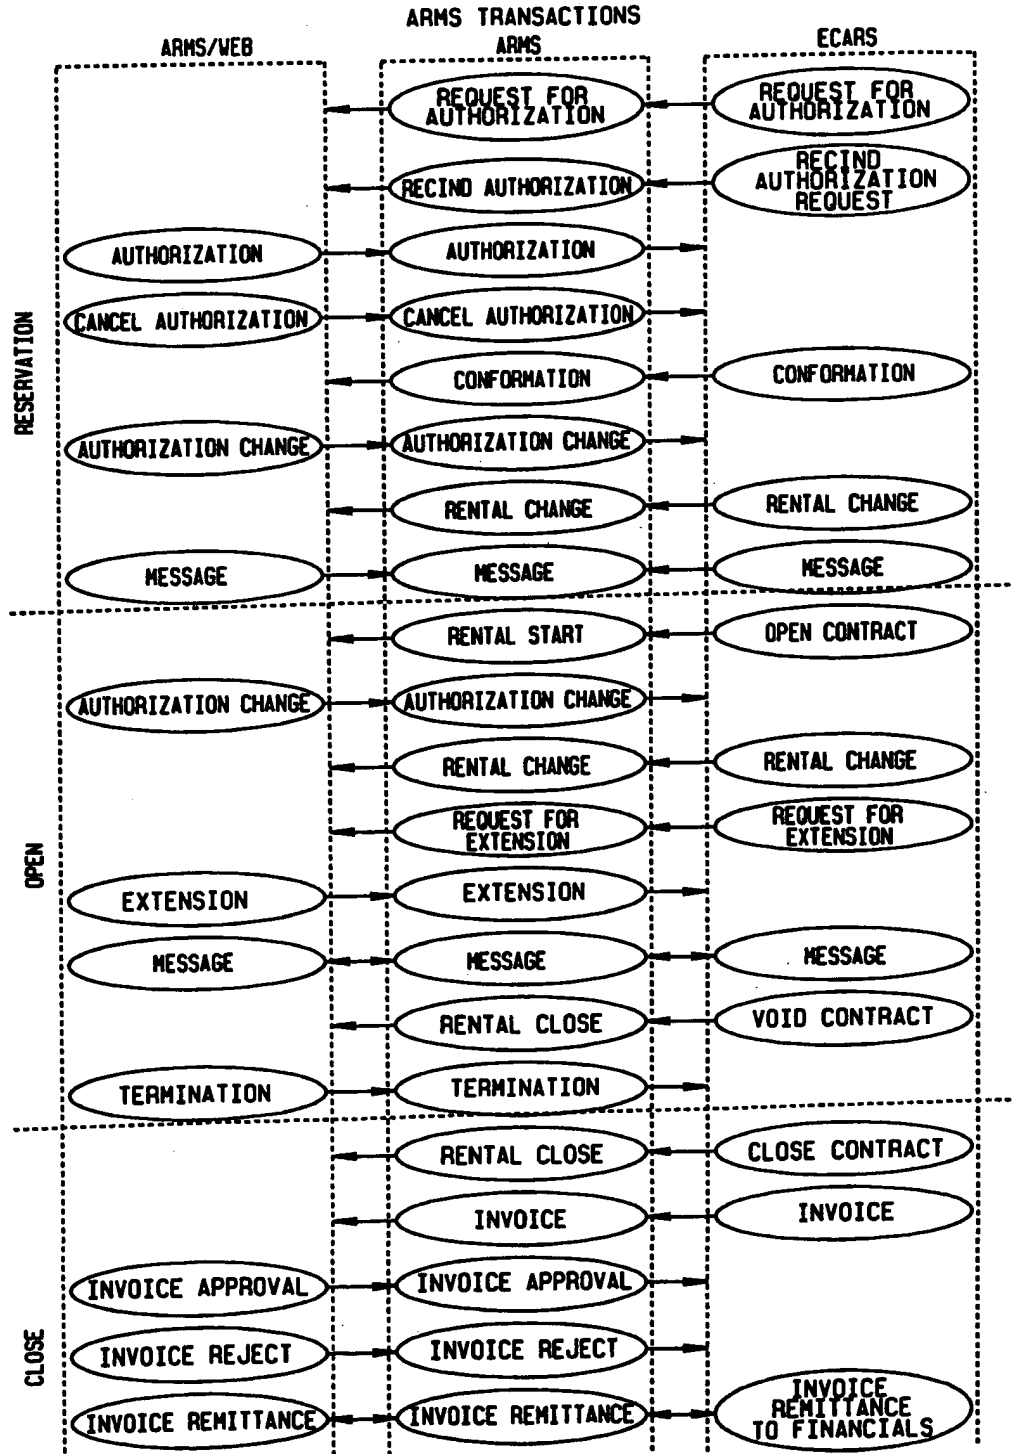 ARMS TRANSACTIONS
ARMS/WEB
ARMS
ECARS
RESERVATION
REQUEST FOR
AUTHORIZATION
REQUEST FOR
AUTHORIZATION
RECIND AUTHORIZATION
RECIND
AUTHORIZATION
REQUEST
AUTHORIZATION
AUTHORIZATION
CANCEL AUTHORIZATION
CANCEL AUTHORIZATION
CONFORMATION
CONFORMATION
AUTHORIZATION CHANGE
AUTHORIZATION CHANGE
RENTAL CHANGE
RENTAL CHANGE
MESSAGE
MESSAGE
MESSAGE
OPEN
RENTAL START
OPEN CONTRACT
AUTHORIZATION CHANGE
AUTHORIZATION CHANGE
RENTAL CHANGE
RENTAL CHANGE
REQUEST FOR
EXTENSION
REQUEST FOR
EXTENSION
EXTENSION
EXTENSION
MESSAGE
MESSAGE
MESSAGE
RENTAL CLOSE
VOID CONTRACT
TERMINATION
TERMINATION
CLOSE
RENTAL CLOSE
CLOSE CONTRACT
INVOICE
INVOICE
INVOICE APPROVAL
INVOICE APPROVAL
INVOICE REJECT
INVOICE REJECT
INVOICE REMITTANCE
INVOICE REMITTANCE
INVOICE
REMITTANCE
TO FINANCIALS